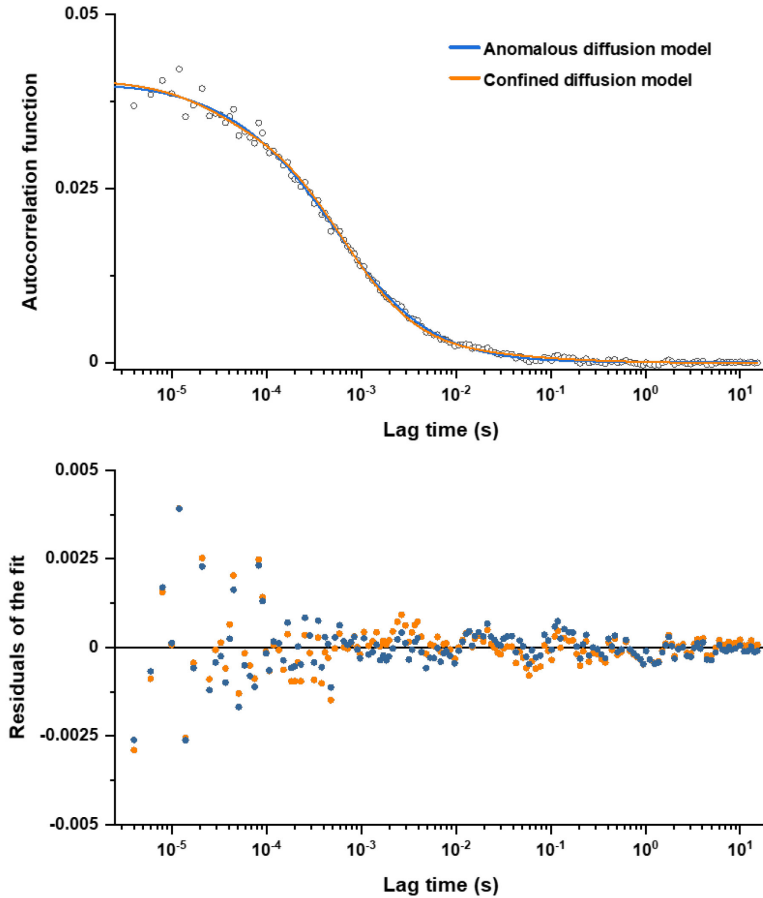 0.05
Anomalous diffusion model
Confined diffusion model
Autocorrelation function
0.025
0
10⁻⁵ 10⁻⁴ 10⁻³ 10⁻² 10⁻¹ 10⁰ 10¹
Lag time (s)
0.005
0.0025
Residuals of the fit
0
-0.0025
-0.005
10⁻⁵ 10⁻⁴ 10⁻³ 10⁻² 10⁻¹ 10⁰ 10¹
Lag time (s)